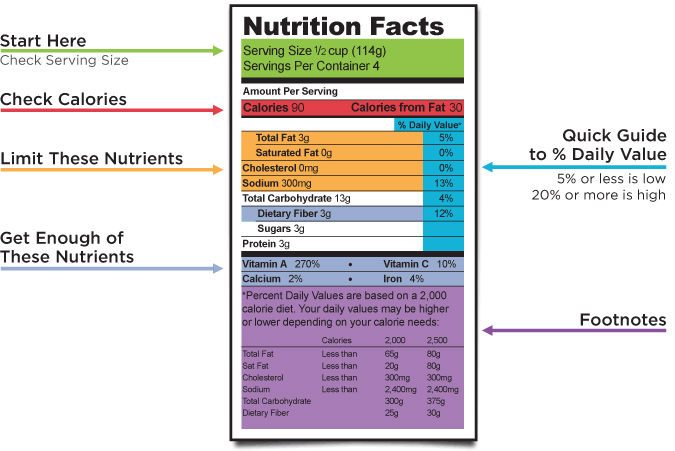 Start Here
Check Serving Size
Check Calories
Limit These Nutrients
Get Enough of
These Nutrients
Nutrition Facts
Serving Size 1/2 cup (114g)
Servings Per Container 4
Amount Per Serving
Calories 90 Calories from Fat 30
% Daily Value*
Total Fat 3g 5%
Saturated Fat 0g 0%
Cholesterol 0mg 0%
Sodium 300mg 13%
Total Carbohydrate 13g 4%
Dietary Fiber 3g 12%
Sugars 3g
Protein 3g
Vitamin A 270% • Vitamin C 10%
Calcium 2% • Iron 4%
*Percent Daily Values are based on a 2,000
calorie diet. Your daily values may be higher
or lower depending on your calorie needs:
Calories 2,000 2,500
Total Fat Less than 65g 80g
Sat Fat Less than 20g 80g
Cholesterol Less than 300mg 300mg
Sodium Less than 2,400mg 2,400mg
Total Carbohydrate 300g 375g
Dietary Fiber 25g 30g
Quick Guide
to % Daily Value
5% or less is low
20% or more is high
Footnotes